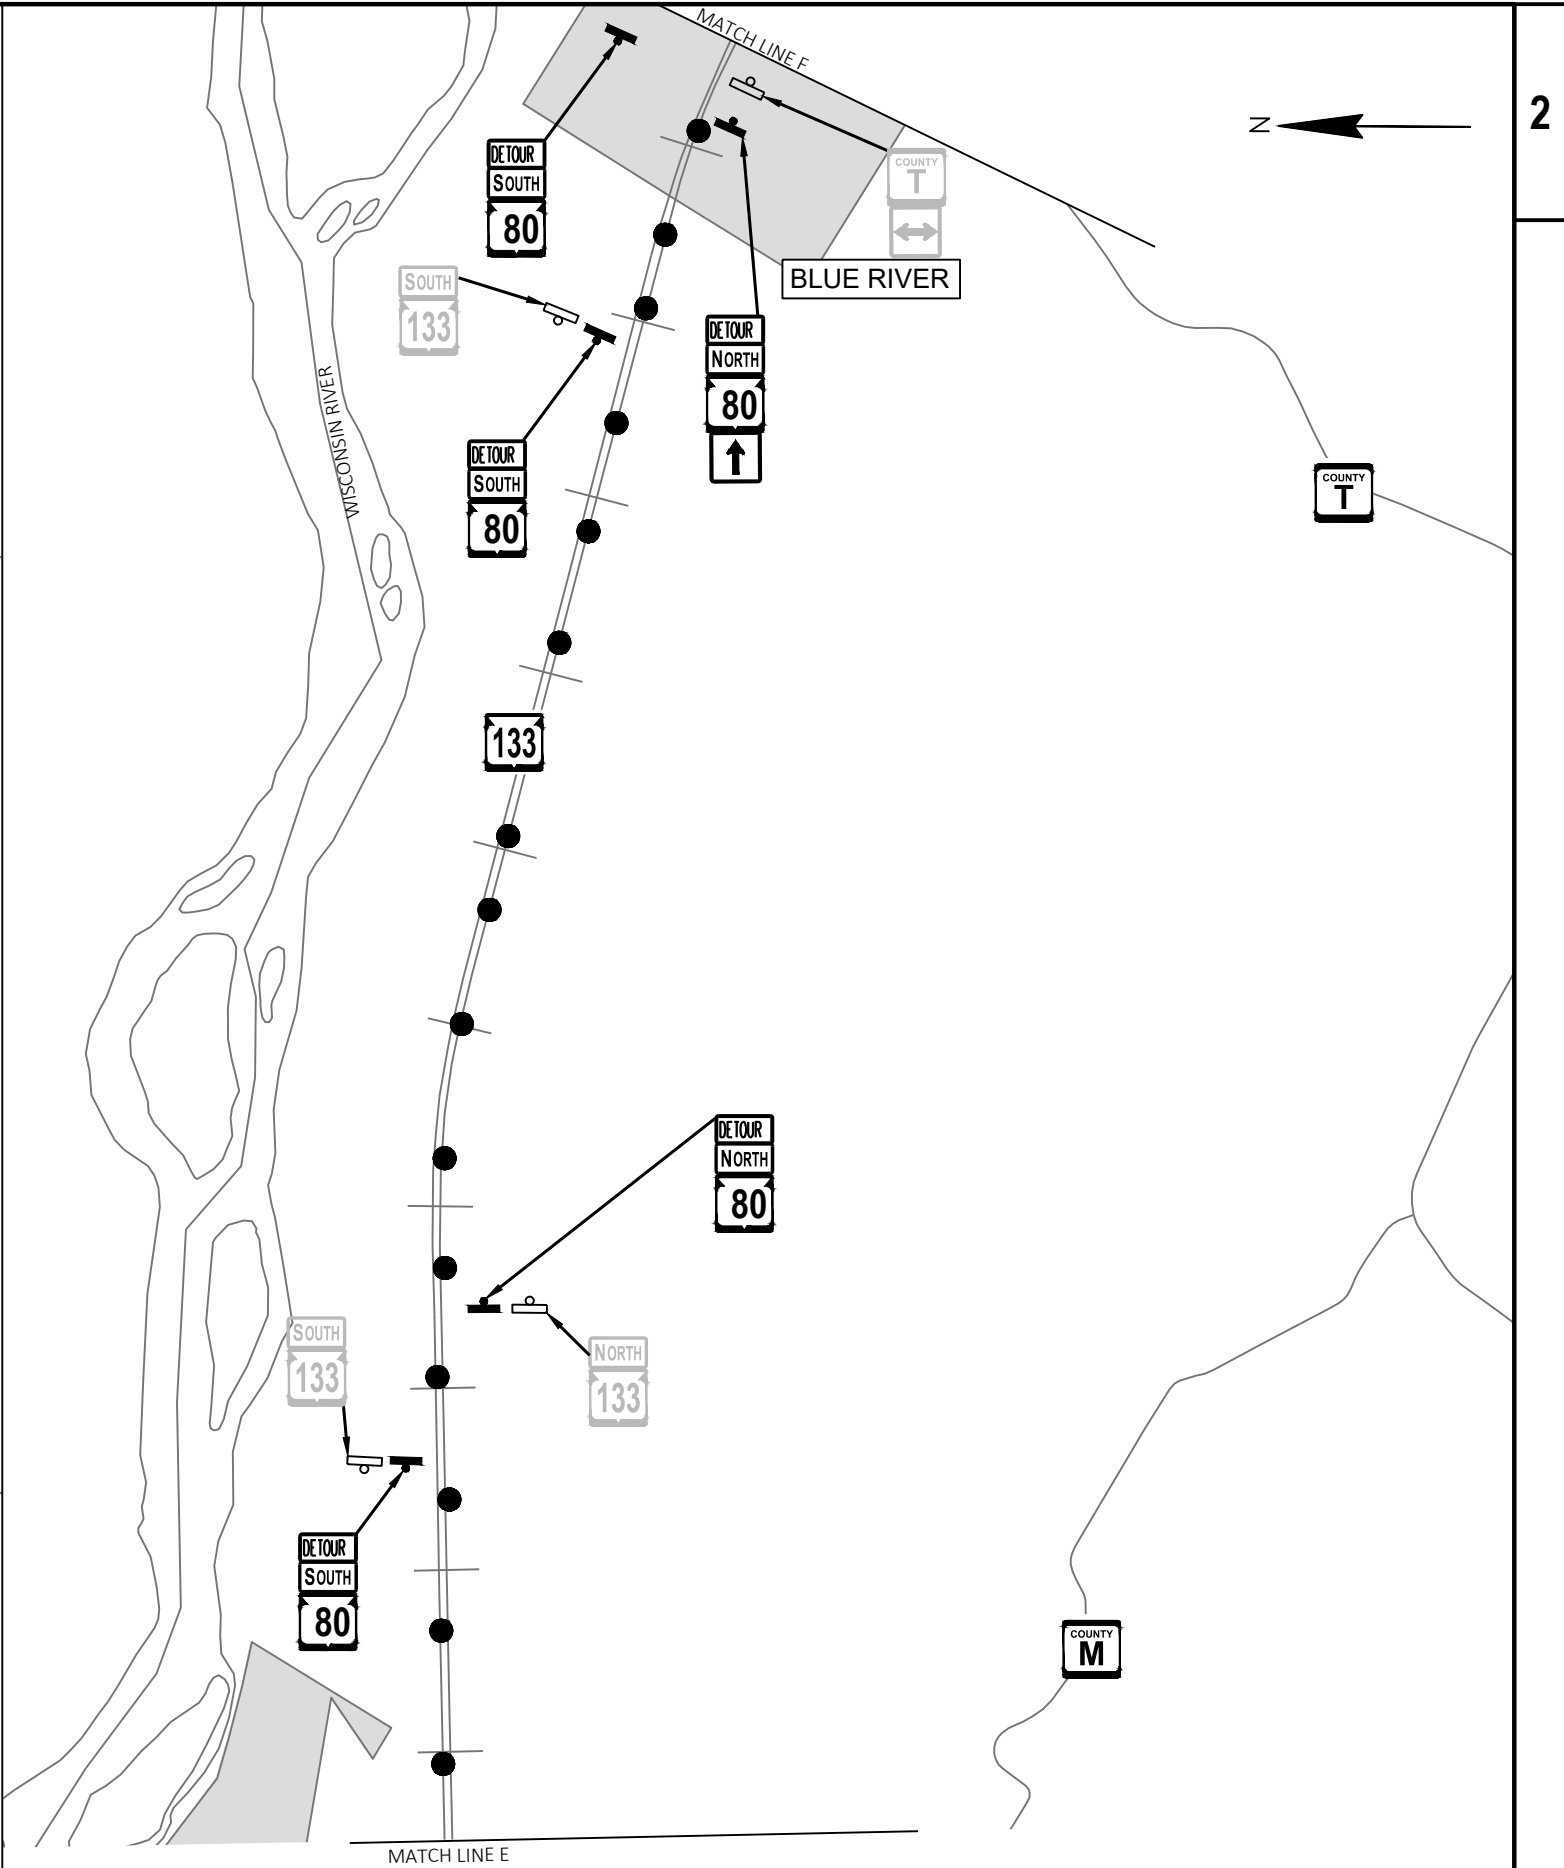 MATCH LINE F
2
N
DETOUR
SOUTH
80
COUNTY
T
BLUE RIVER
SOUTH
133
DETOUR
NORTH
80
WISCONSIN RIVER
DETOUR
SOUTH
80
COUNTY
T
133
DETOUR
NORTH
80
SOUTH
133
NORTH
133
DETOUR
SOUTH
80
COUNTY
M
MATCH LINE E